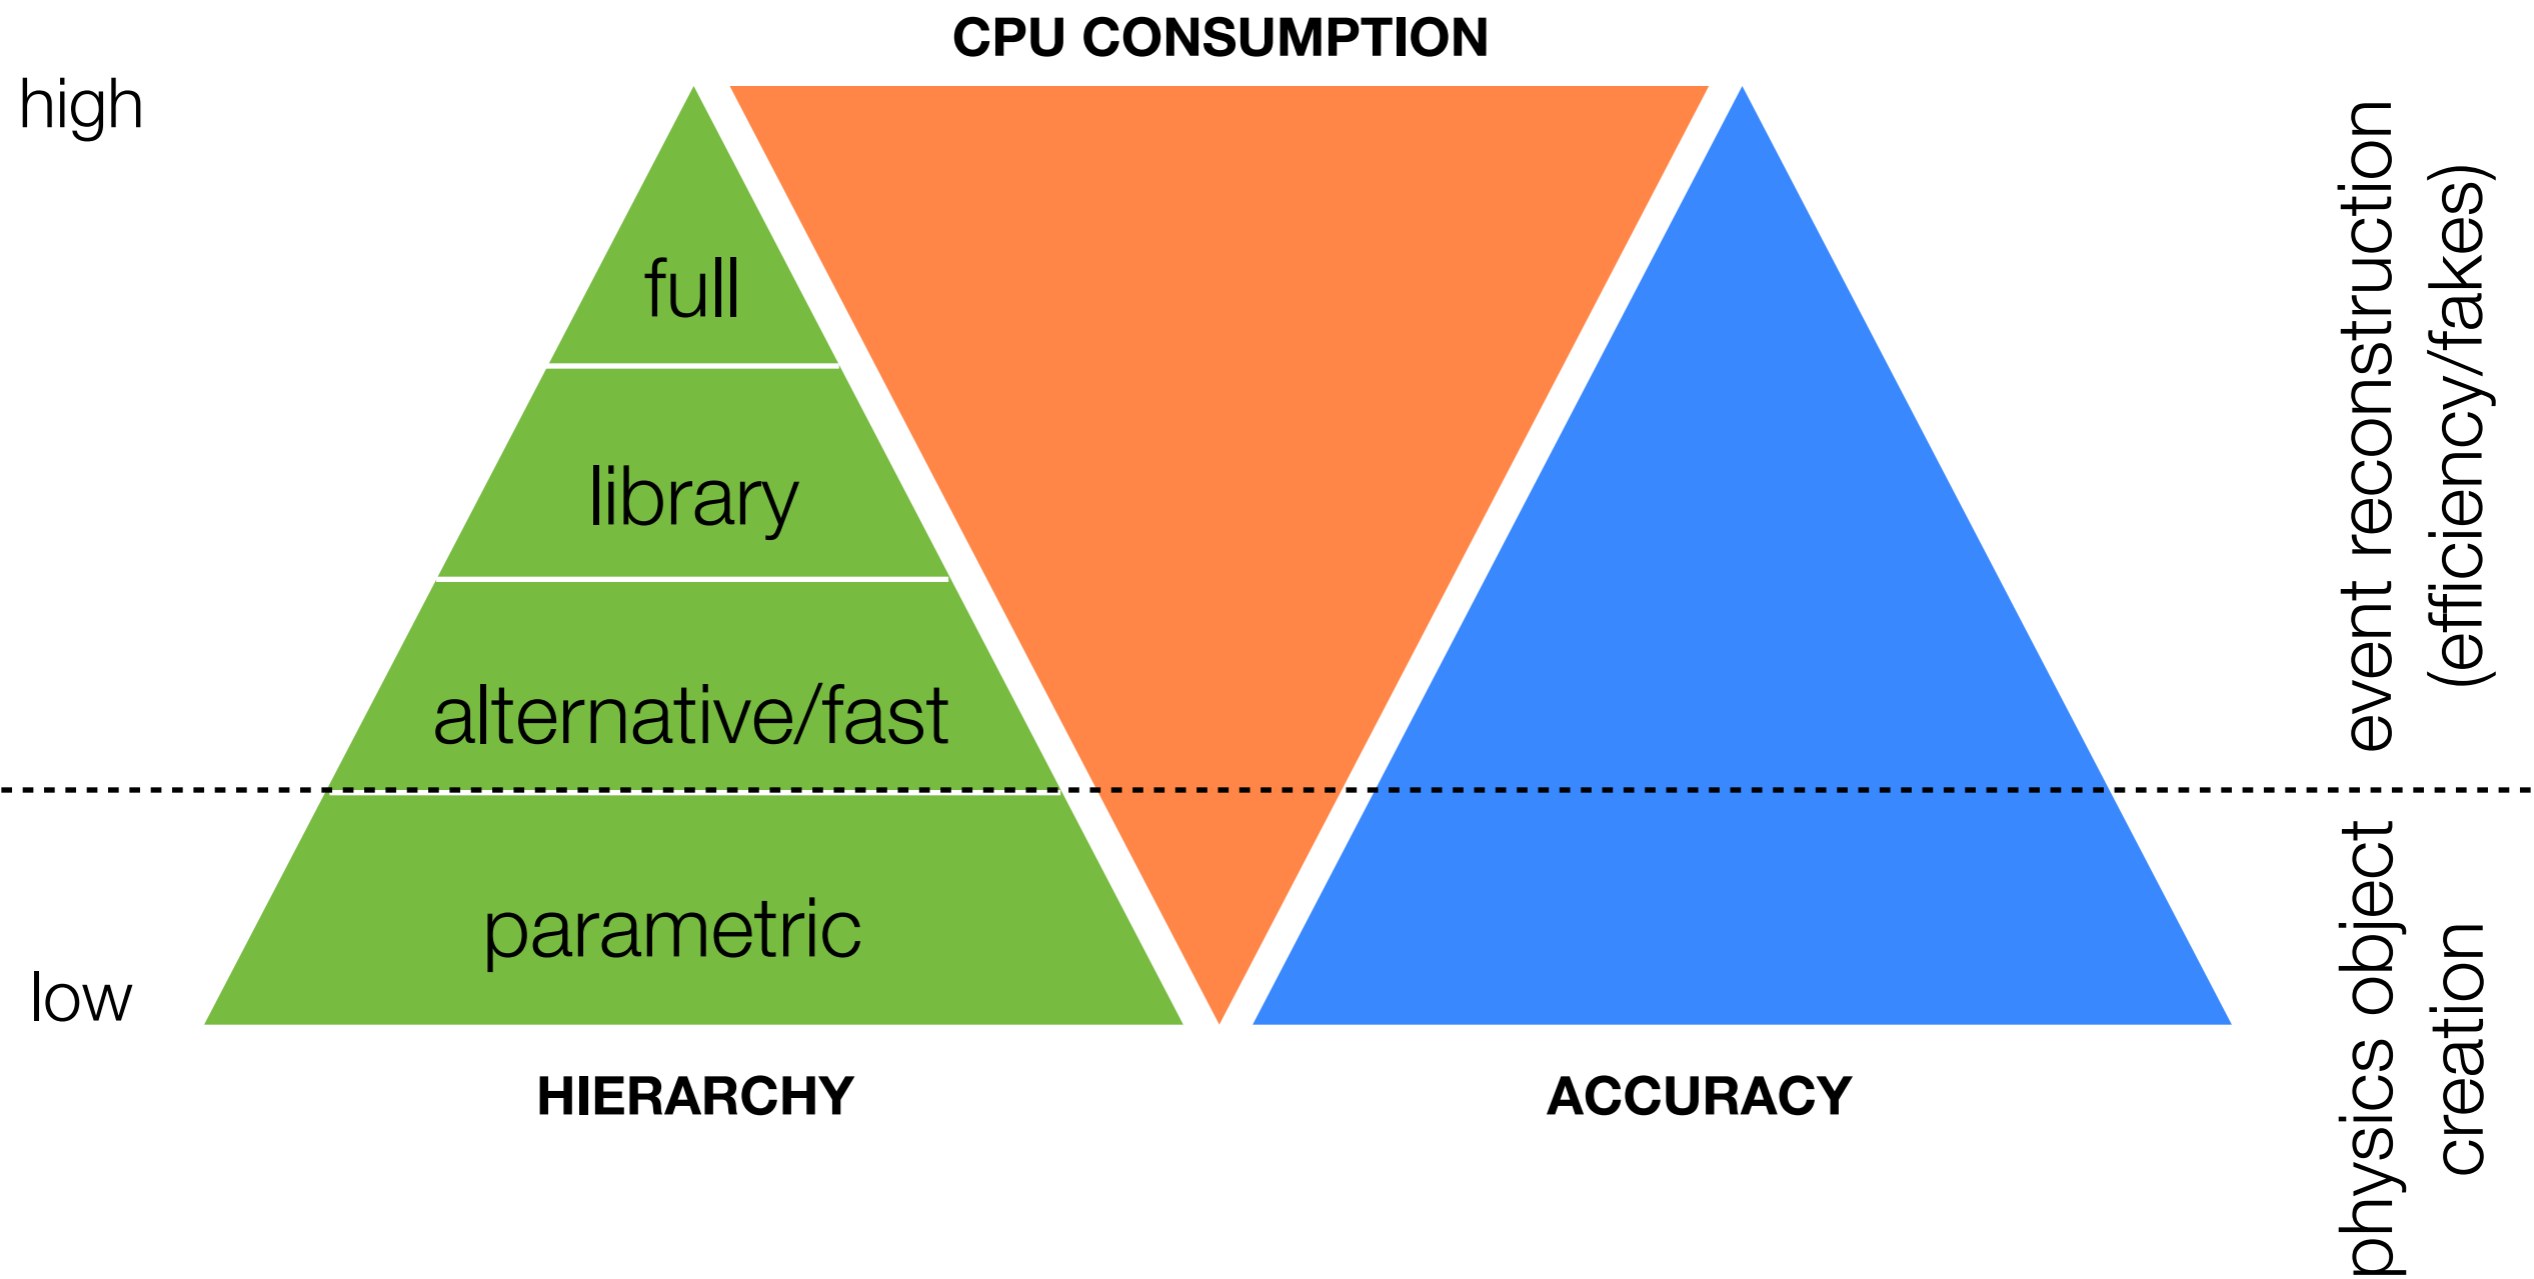 CPU CONSUMPTION
high
full
library
alternative/fast
parametric
low
HIERARCHY
ACCURACY
event reconstruction
(efficiency/fakes)
physics object
creation